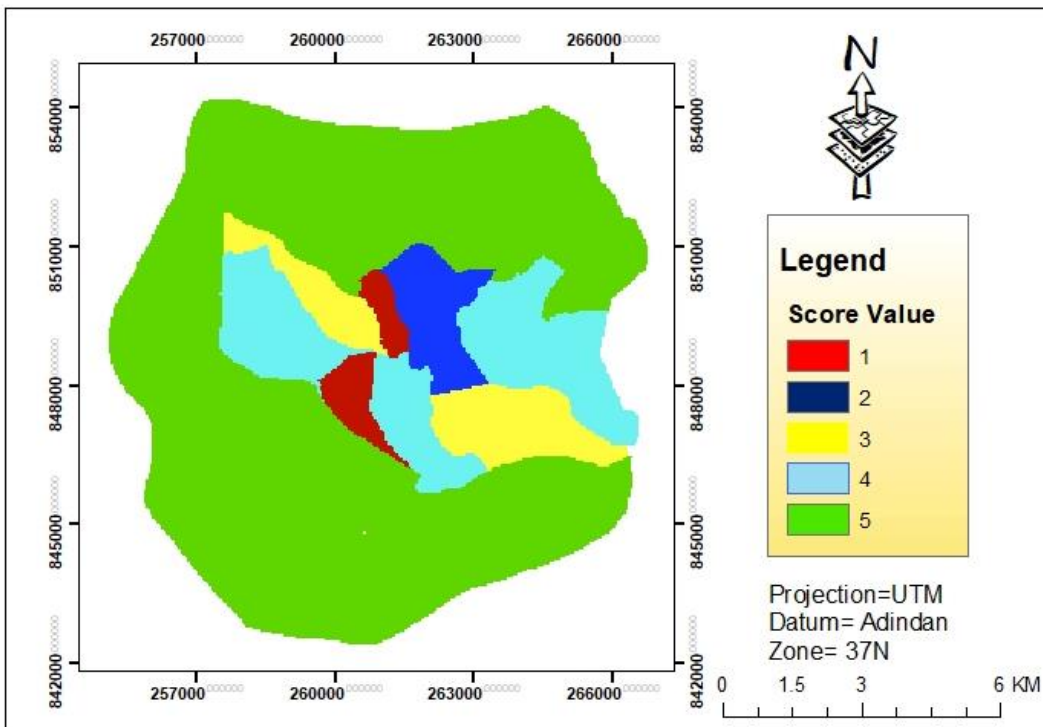 257000 260000 263000 266000
854000 854000
851000 851000
848000 848000
845000 845000
842000 842000
257000 260000 263000 266000
N
Legend
Score Value
1
2
3
4
5
Projection=UTM
Datum= Adindan
Zone= 37N
0 1.5 3 6 KM